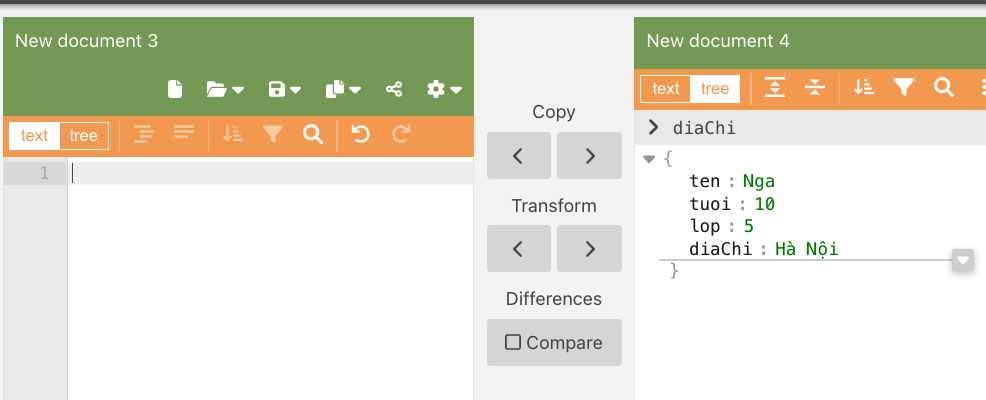 New document 3
text tree
1
Copy
Transform
Differences
Compare
New document 4
text tree
diaChi
{
ten : Nga
tuoi : 10
lop : 5
diaChi : Hà Nội
}